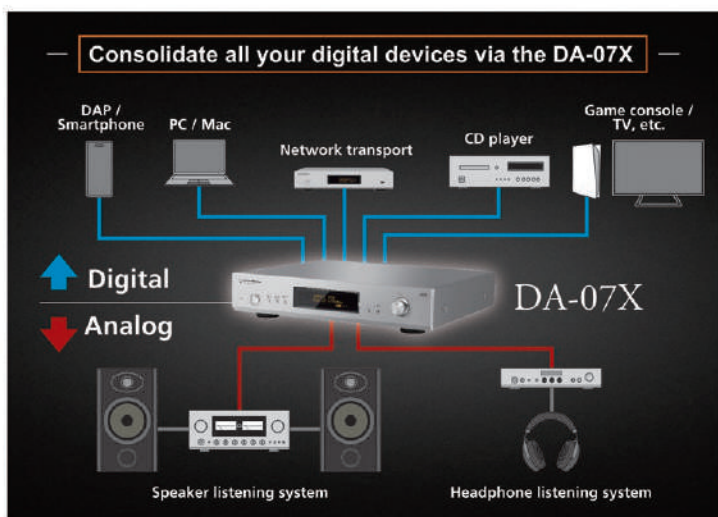 Consolidate all your digital devices via the DA-07X
DAP /
Smartphone
PC / Mac
Network transport
CD player
Game console /
TV, etc.
Digital
Analog
DA-07X
Speaker listening system
Headphone listening system